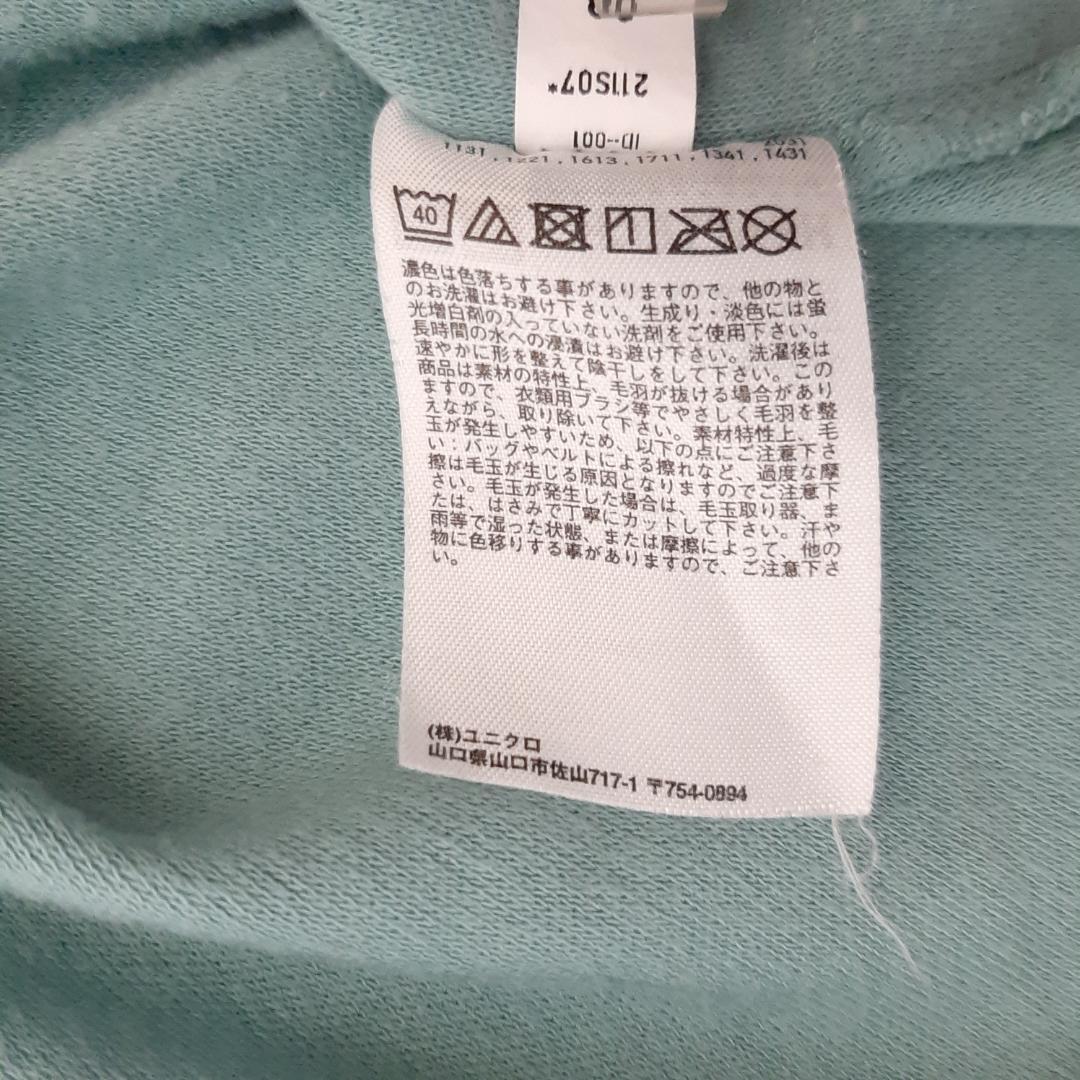 211S07*
ID--001
1131 , 1221 , 1613 , 1711 , 1341 , 1431
40
濃色は色落ちする事がありますので、他の物と
のお洗濯はお避け下さい。生成り・淡色には蛍
光増白剤の入っていない洗剤をご使用下さい。
長時間の水への浸漬はお避け下さい。洗濯後は
速やかに形を整えて陰干しをして下さい。この
商品は素材の特性上、毛羽が抜ける場合があり
ますので、衣類用ブラシ等でやさしく毛羽を整
えながら、取り除いて下さい。素材特性上、毛
玉が発生しやすいため、以下の点にご注意下さ
い：バッグやベルトによる擦れなど、過度な摩
擦は毛玉が生じる原因となりますのでご注意下
さい。毛玉が発生した場合は、毛玉取り器、ま
たは、はさみで丁寧にカットして下さい。汗や
雨等で湿った状態、または摩擦によって、他の
物に色移りする事がありますので、ご注意下さ
い。
(株)ユニクロ
山口県山口市佐山717-1 〒754-0894